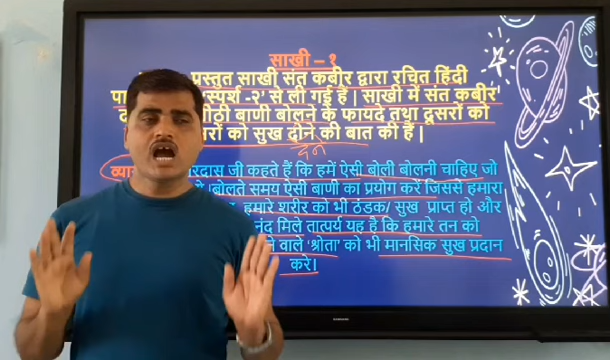 साखी – १
प्रस्तुत साखी संत कबीर द्वारा रचित हिंदी
स्पर्श -२' से ली गई हैं | साखी में संत कबीर'
बाणी बोलने के फायदे तथा दूसरों को
को सुख दोने की बात की हैं |
देने
कहते हैं कि हमें ऐसी बोली बोलनी चाहिए जो
बोलते समय ऐसी बाणी का प्रयोग करें जिससे हमारा
हमारे शरीर को भी ठंडक/ सुख प्राप्त हो और
मिले तात्पर्य यह है कि हमारे तन को
वाले 'श्रोता' को भी मानसिक सुख प्रदान
करे।